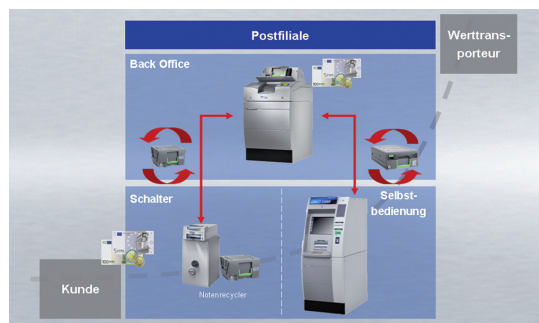 Postfiliale
Werttrans-
porteur
Back Office
Schalter
Selbst-
bedienung
Kunde
Notenrecycler